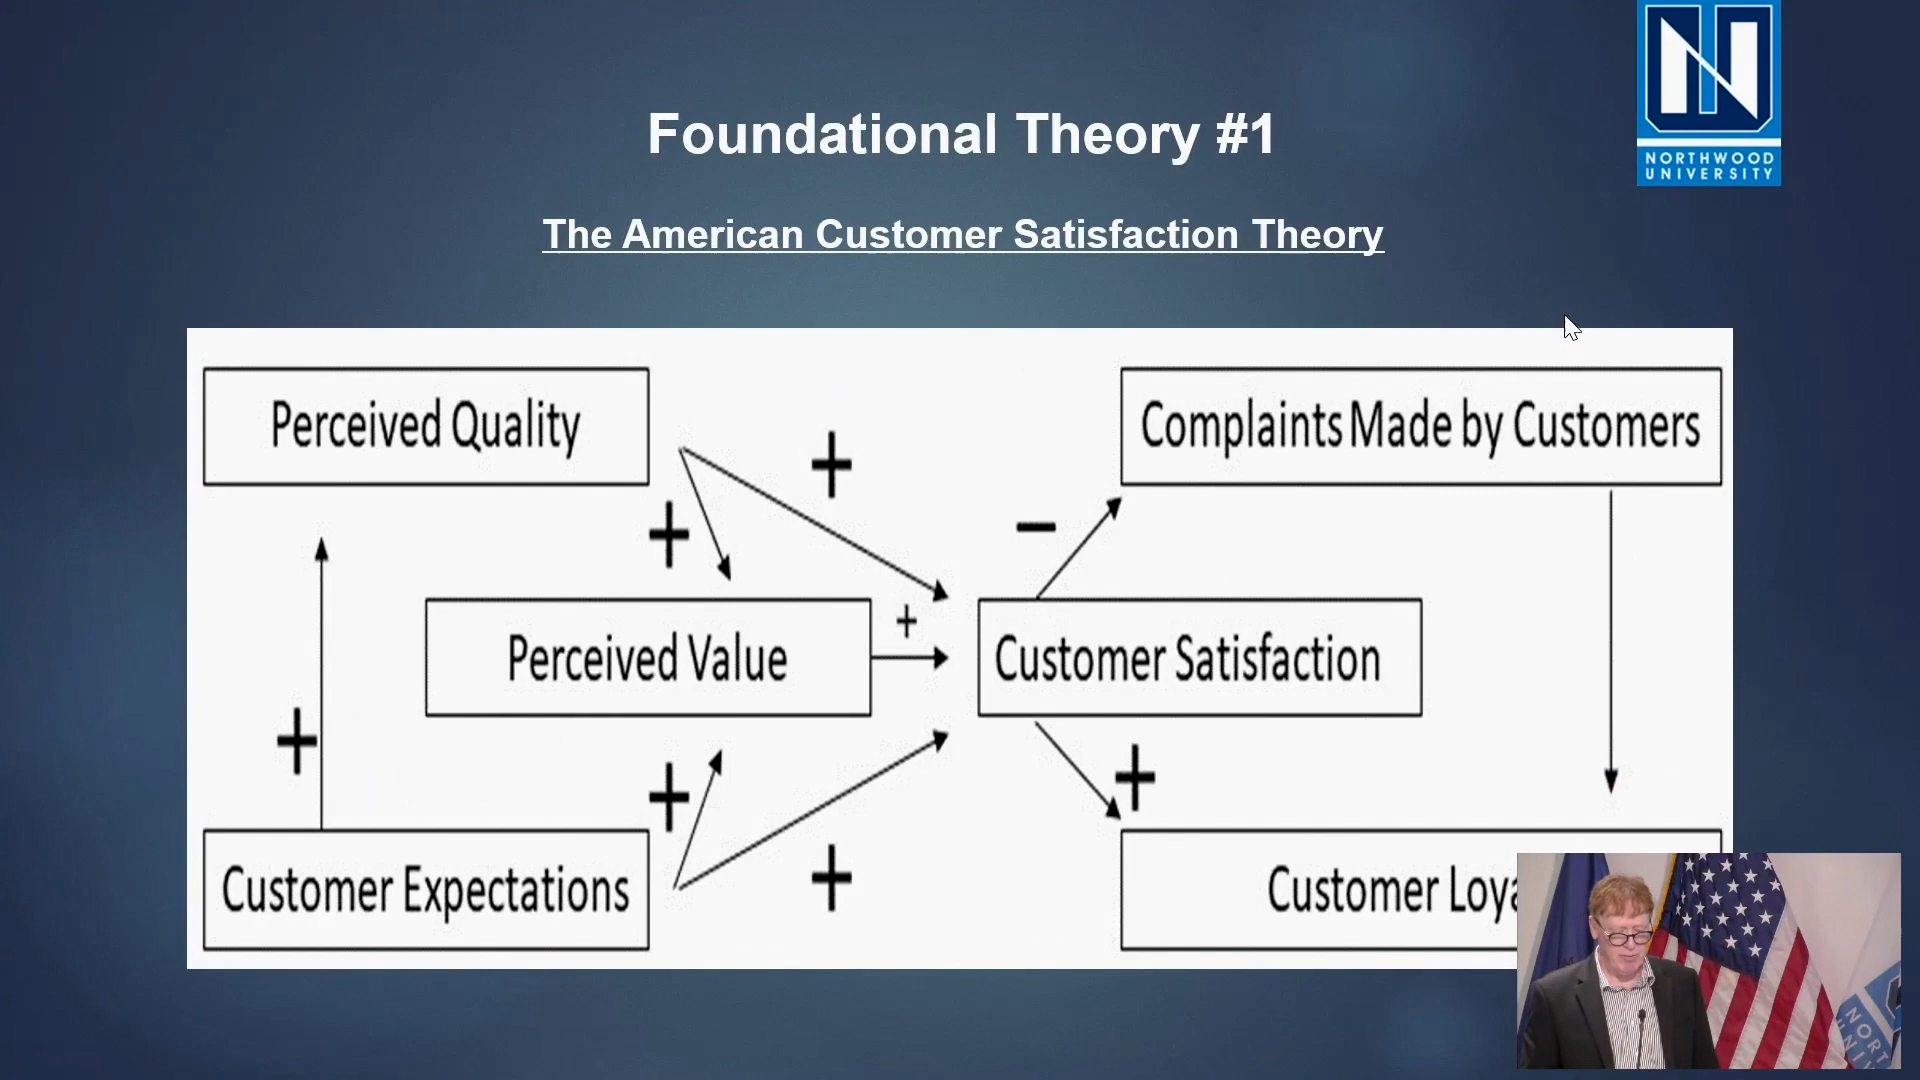 NORTHWOOD
UNIVERSITY
Foundational Theory #1
The American Customer Satisfaction Theory
Perceived Quality
Complaints Made by Customers
+
+
−
+
Perceived Value
Customer Satisfaction
+
+
+
+
Customer Expectations
Customer